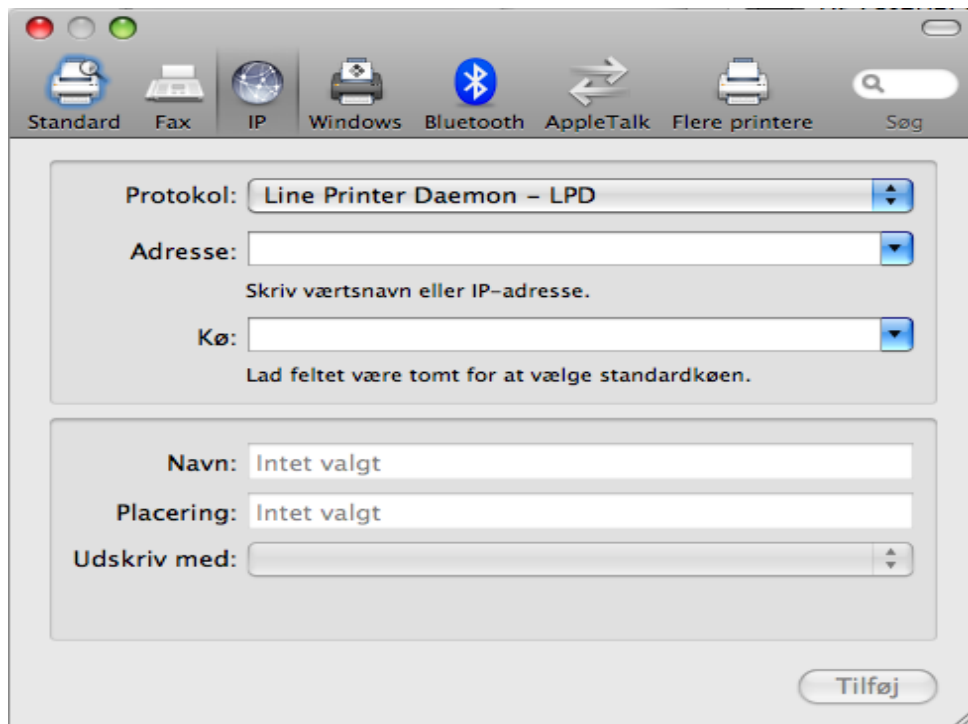 Standard Fax IP Windows Bluetooth AppleTalk Flere printere Søg
Protokol: Line Printer Daemon – LPD
Adresse:
Skriv værtsnavn eller IP-adresse.
Kø:
Lad feltet være tomt for at vælge standardkøen.
Navn: Intet valgt
Placering: Intet valgt
Udskriv med:
Tilføj